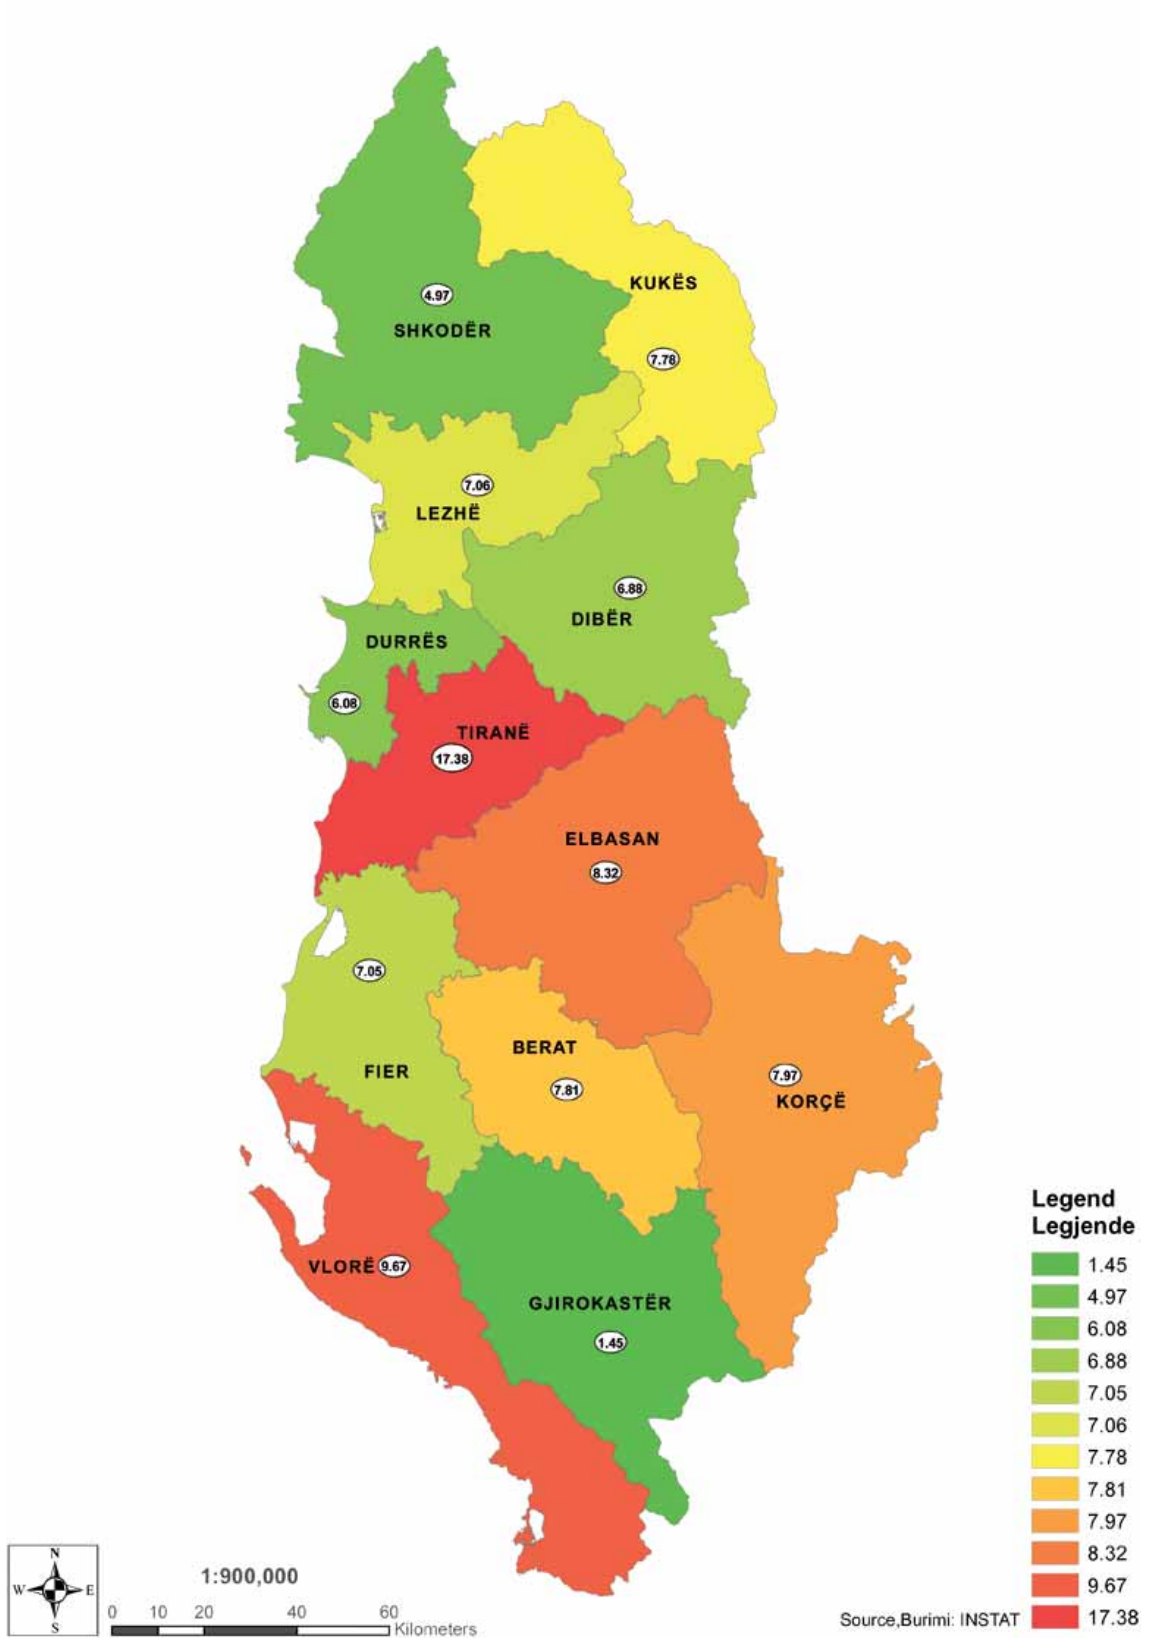 KUKËS
4.97
SHKODËR
7.78
7.06
LEZHË
6.88
DIBËR
DURRËS
6.08
TIRANË
17.38
ELBASAN
8.32
7.05
BERAT
FIER
7.81
7.97
KORÇË
VLORË 9.67
GJIROKASTËR
1.45
Legend
Legjende
1.45
4.97
6.08
6.88
7.05
7.06
7.78
7.81
7.97
8.32
9.67
17.38
N
W E
S
1:900,000
0 10 20 40 60
Kilometers
Source,Burimi: INSTAT